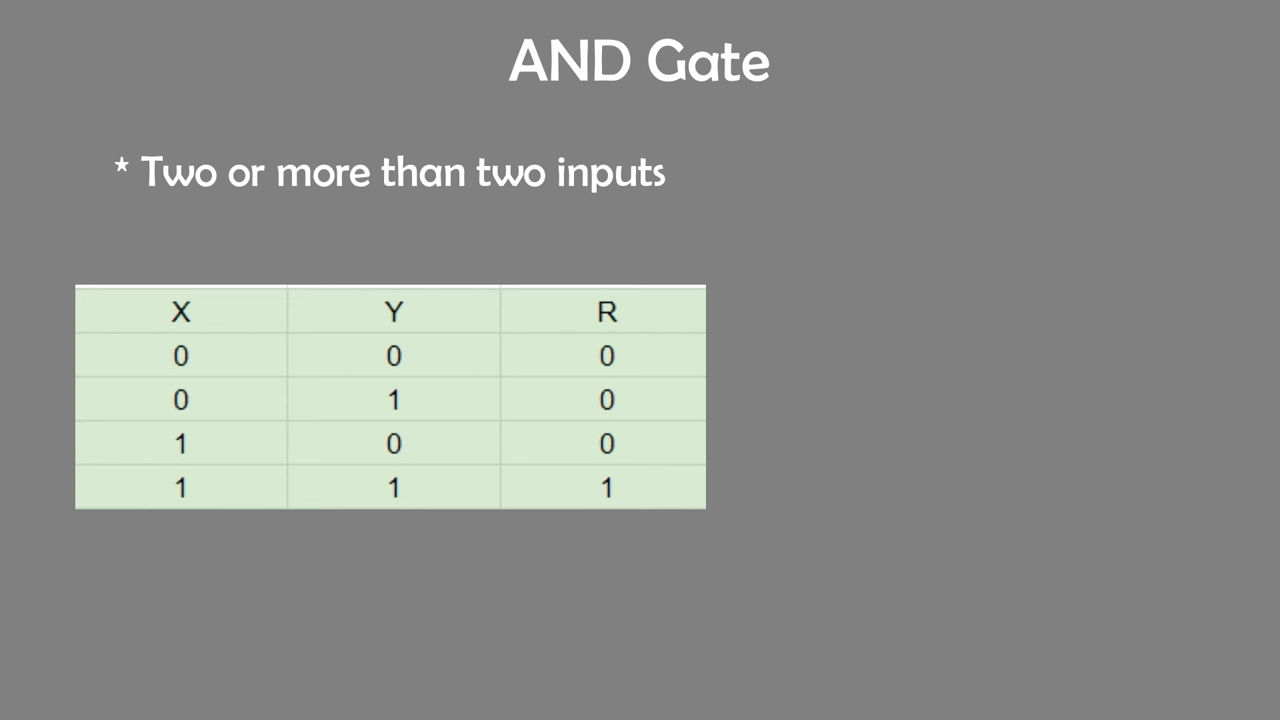 AND Gate
* Two or more than two inputs
X Y R
0 0 0
0 1 0
1 0 0
1 1 1